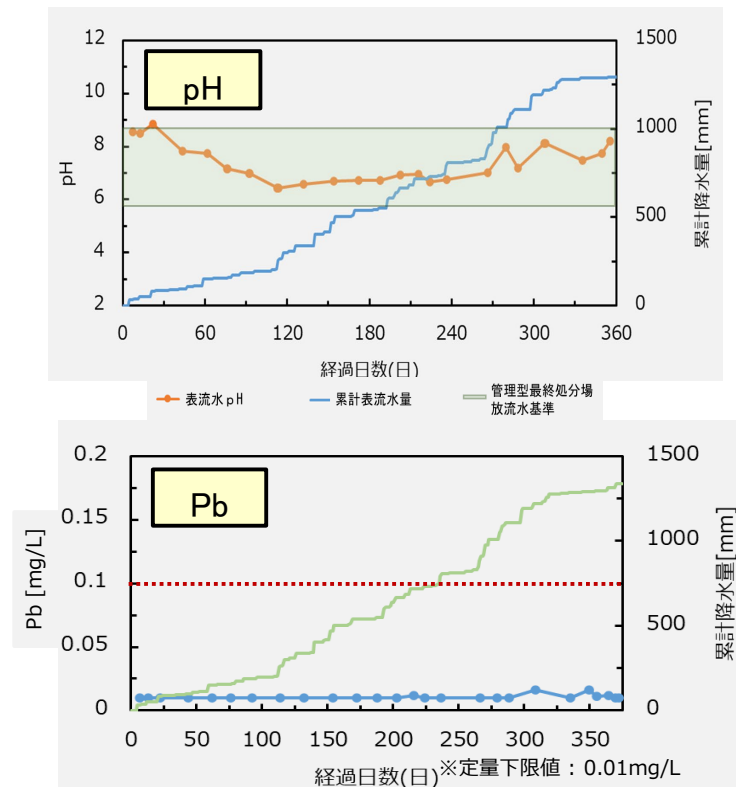 pH
12
10
8
6
4
2
pH
1500
1000
500
0
累計降水量[mm]
0 60 120 180 240 300 360
経過日数(日)
表流水pH 累計表流水量 管理型最終処分場
放流水基準
Pb
0.2
0.15
0.1
0.05
0
Pb [mg/L]
1500
1000
500
0
累計降水量[mm]
0 50 100 150 200 250 300 350
経過日数(日)
※定量下限値：0.01mg/L